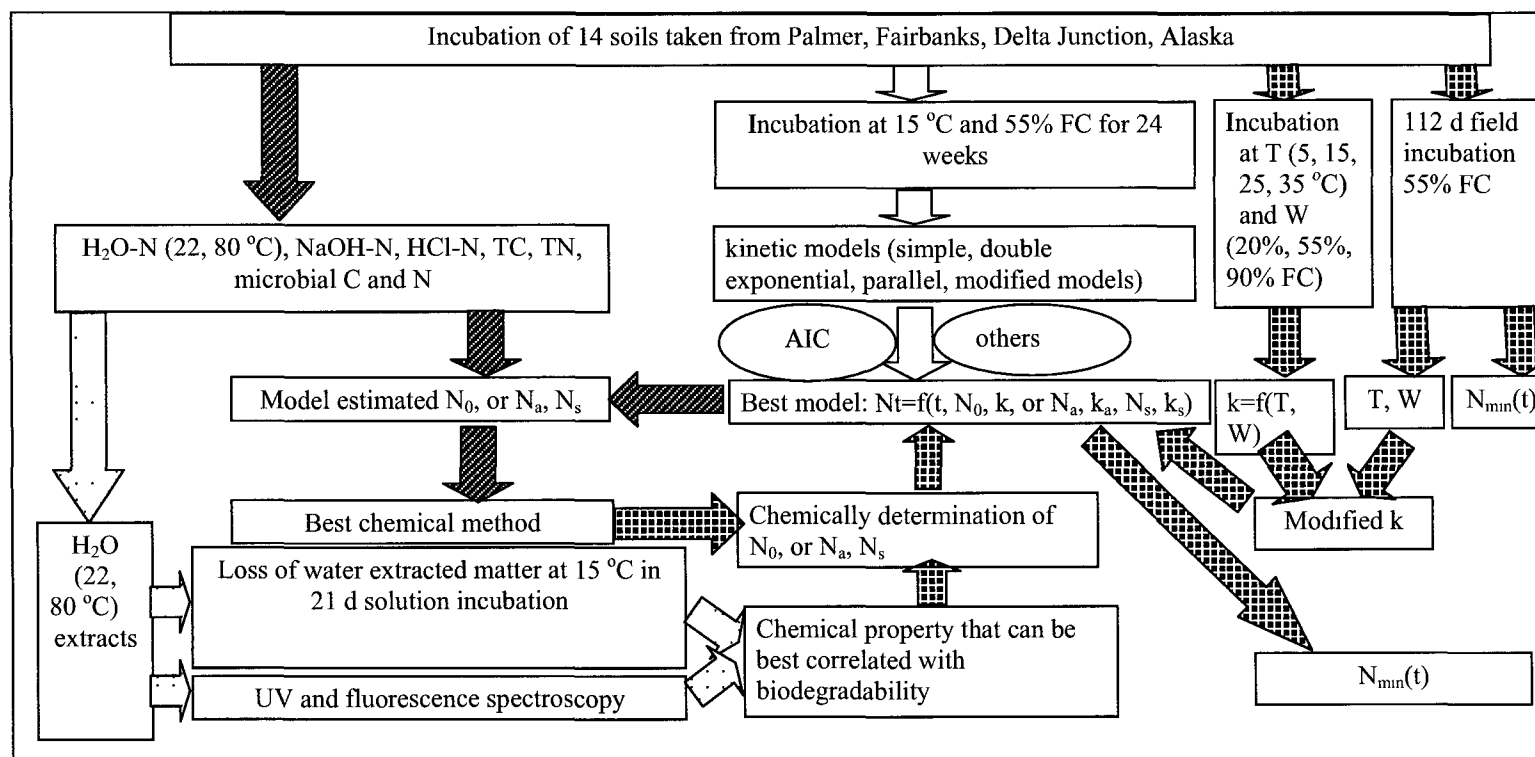 Incubation of 14 soils taken from Palmer, Fairbanks, Delta Junction, Alaska
Incubation at 15 °C and 55% FC for 24
weeks
Incubation
at T (5, 15,
25, 35 °C)
and W
(20%, 55%,
90% FC)
112 d field
incubation
55% FC
H₂O-N (22, 80 °C), NaOH-N, HCl-N, TC, TN,
microbial C and N
kinetic models (simple, double
exponential, parallel, modified models)
AIC
others
Model estimated N₀, or Nₐ, Nₛ
Best model: Nt=f(t, N₀, k, or Nₐ, kₐ, Nₛ, kₛ)
k=f(T,
W)
T, W
Nₘᵢₙ(t)
Best chemical method
Chemically determination of
N₀, or Nₐ, Nₛ
Modified k
H₂O
(22,
80 °C)
extracts
Loss of water extracted matter at 15 °C in
21 d solution incubation
UV and fluorescence spectroscopy
Chemical property that can be
best correlated with
biodegradability
Nₘᵢₙ(t)